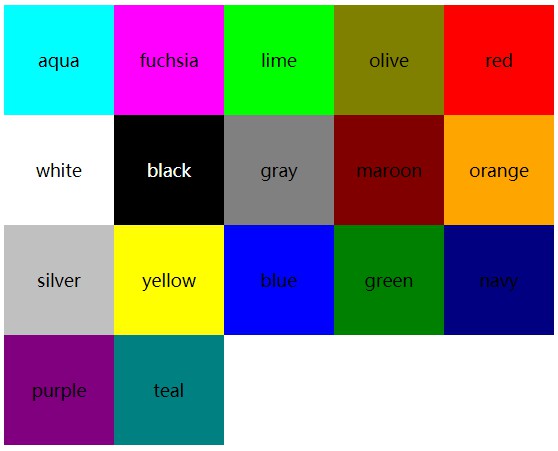 aqua fuchsia lime olive red
white black gray maroon orange
silver yellow blue green navy
purple teal